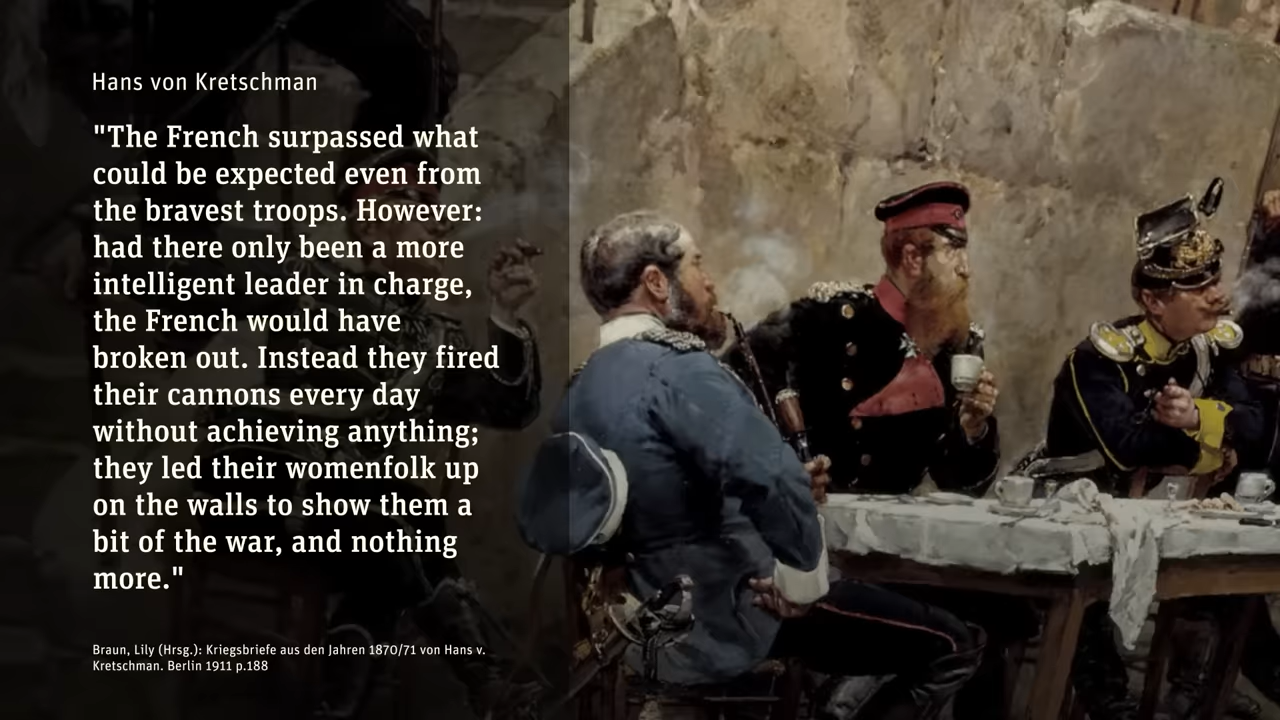 Hans von Kretschman
"The French surpassed what
could be expected even from
the bravest troops. However:
had there only been a more
intelligent leader in charge,
the French would have
broken out. Instead they fired
their cannons every day
without achieving anything;
they led their womenfolk up
on the walls to show them a
bit of the war, and nothing
more."
Braun, Lily (Hrsg.): Kriegsbriefe aus den Jahren 1870/71 von Hans v.
Kretschman. Berlin 1911 p.188